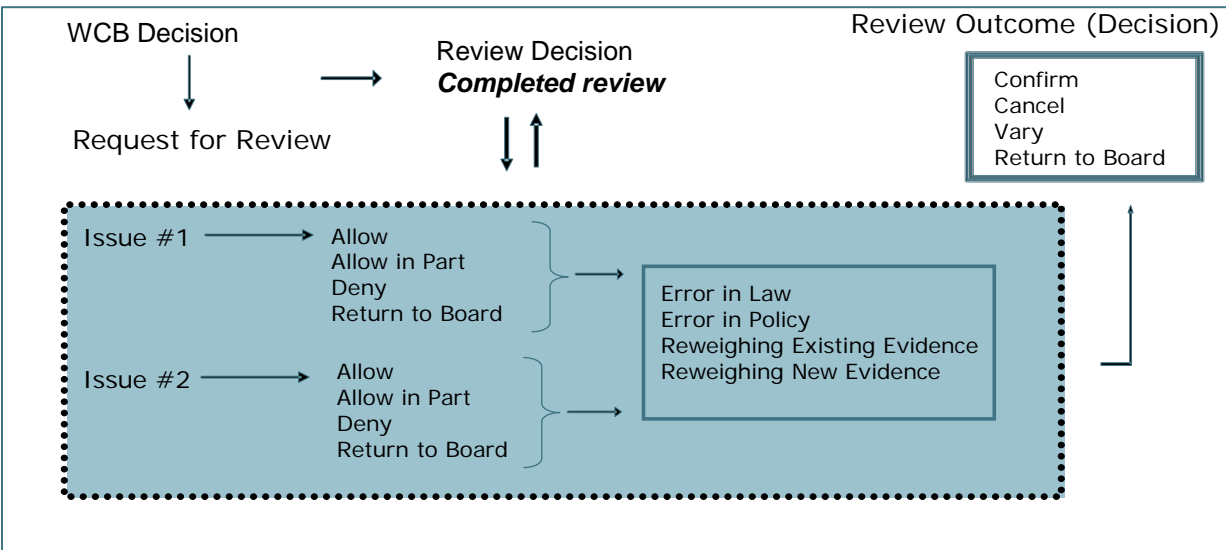 WCB Decision
Request for Review
Review Decision
Completed review
Review Outcome (Decision)
Confirm
Cancel
Vary
Return to Board
Issue #1
Allow
Allow in Part
Deny
Return to Board
Issue #2
Allow
Allow in Part
Deny
Return to Board
Error in Law
Error in Policy
Reweighing Existing Evidence
Reweighing New Evidence